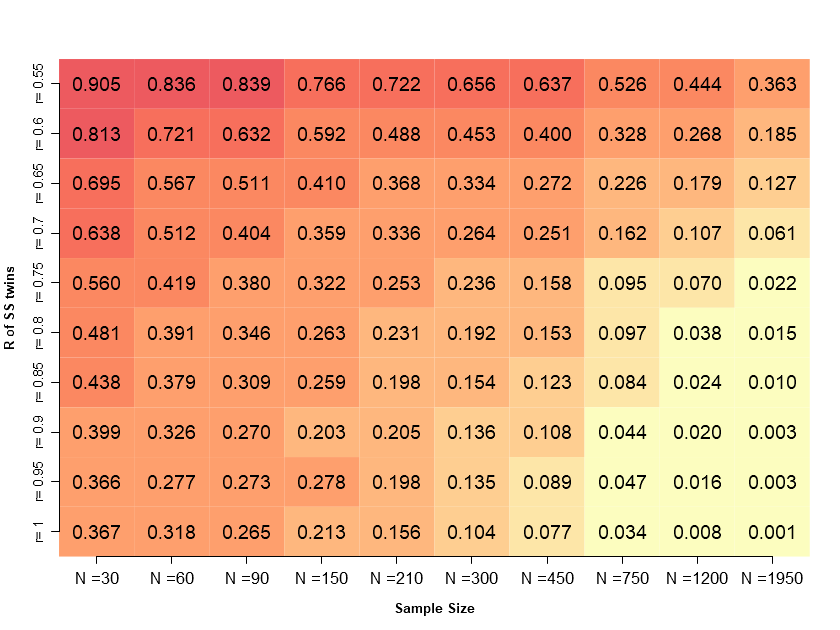 r= 0.55 0.905 0.836 0.839 0.766 0.722 0.656 0.637 0.526 0.444 0.363
r= 0.6 0.813 0.721 0.632 0.592 0.488 0.453 0.400 0.328 0.268 0.185
r= 0.65 0.695 0.567 0.511 0.410 0.368 0.334 0.272 0.226 0.179 0.127
r= 0.7 0.638 0.512 0.404 0.359 0.336 0.264 0.251 0.162 0.107 0.061
r= 0.75 0.560 0.419 0.380 0.322 0.253 0.236 0.158 0.095 0.070 0.022
r= 0.8 0.481 0.391 0.346 0.263 0.231 0.192 0.153 0.097 0.038 0.015
r= 0.85 0.438 0.379 0.309 0.259 0.198 0.154 0.123 0.084 0.024 0.010
r= 0.9 0.399 0.326 0.270 0.203 0.205 0.136 0.108 0.044 0.020 0.003
r= 0.95 0.366 0.277 0.273 0.278 0.198 0.135 0.089 0.047 0.016 0.003
r= 1 0.367 0.318 0.265 0.213 0.156 0.104 0.077 0.034 0.008 0.001
R of SS twins
N =30 N =60 N =90 N =150 N =210 N =300 N =450 N =750 N =1200 N =1950
Sample Size